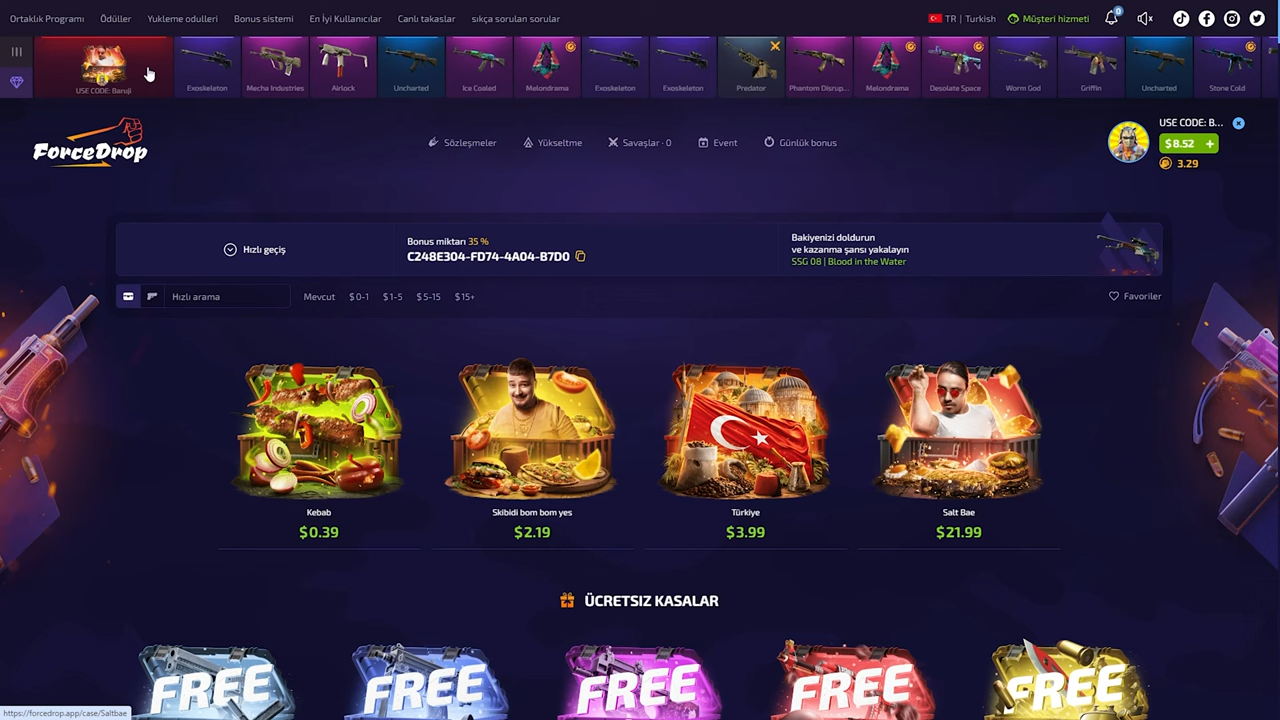 Ortaklık Programı Ödüller Yukleme odulleri Bonus sistemi En İyi Kullanıcılar Canlı takaslar sıkça sorulan sorular TR | Turkish Müşteri hizmeti 0
USE CODE: Baruji Exoskeleton Mecha Industries Airlock Uncharted Ice Coaled Melondrama Exoskeleton Exoskeleton Predator Phantom Disrup... Melondrama Desolate Space Worm God Griffin Uncharted Stone Cold
ForceDrop
Sözleşmeler Yükseltme Savaşlar · 0 Event Günlük bonus
USE CODE: B...
$ 8.52 +
3.29
Hızlı geçiş
Bonus miktarı 35 %
C248E304-FD74-4A04-B7D0
Bakiyenizi doldurun
ve kazanma şansı yakalayın
SSG 08 | Blood in the Water
Hızlı arama Mevcut $ 0-1 $ 1-5 $ 5-15 $ 15+ Favoriler
Kebab Skibidi bom bom yes Türkiye Salt Bae
$0.39 $2.19 $3.99 $21.99
ÜCRETSIZ KASALAR
FREE FREE FREE FREE FREE
https://forcedrop.app/case/Saltbae